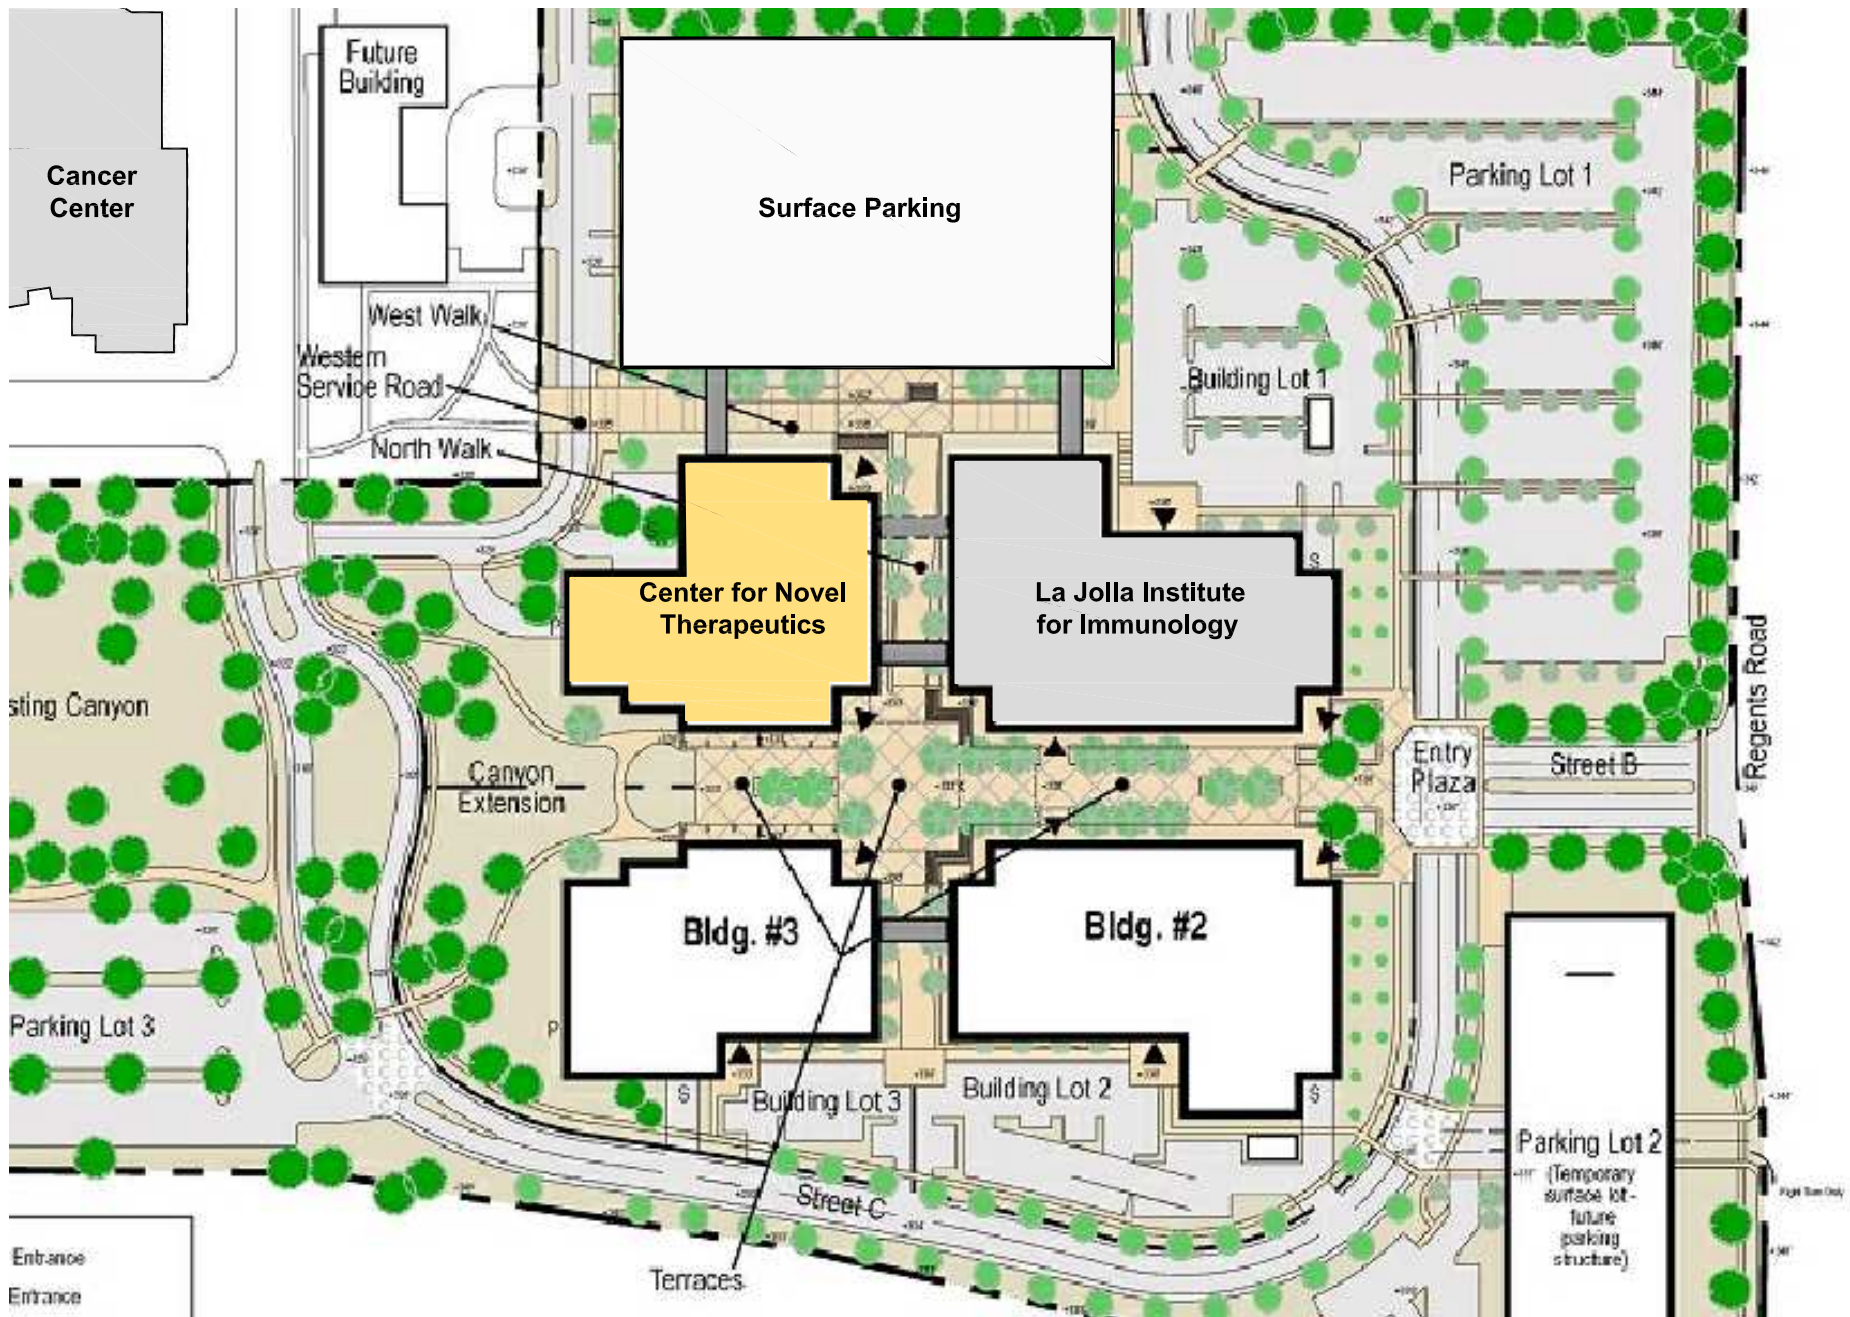 Future
Building
Cancer
Center
Surface Parking
Parking Lot 1
West Walk
Western
Service Road
North Walk
Building Lot 1
Center for Novel
Therapeutics
La Jolla Institute
for Immunology
S
sting Canyon
Canyon
Extension
Entry
Plaza
Street B
Regents Road
Bldg. #3
Bldg. #2
Parking Lot 3
P
S
S
Building Lot 3
Building Lot 2
Parking Lot 2
(Temporary
surface lot -
future
parking
structure)
Right Turn Only
Street C
Terraces
Entrance
Entrance